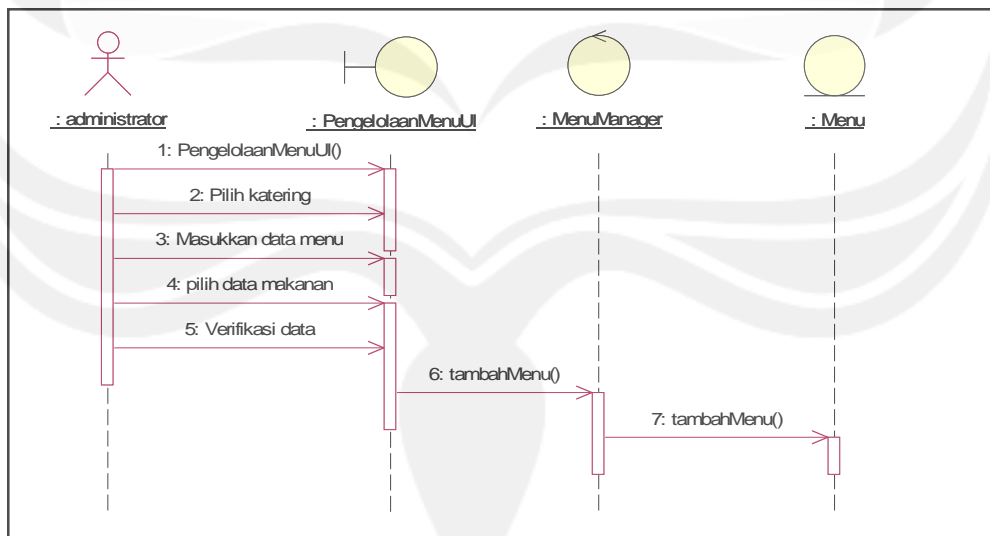 : administrator
: PengelolaanMenuUI
: MenuManager
: Menu
1: PengelolaanMenuUI()
2: Pilih katering
3: Masukkan data menu
4: pilih data makanan
5: Verifikasi data
6: tambahMenu()
7: tambahMenu()